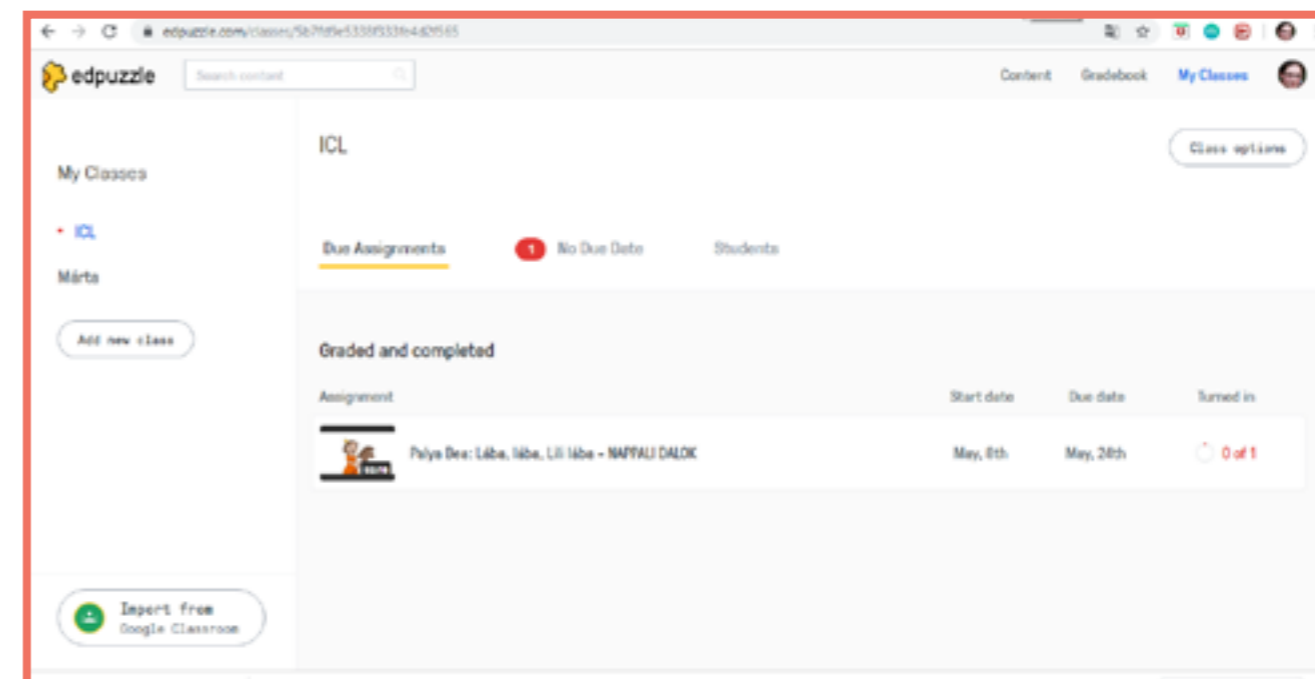 edpuzzle
Search content
Content Gradebook My Classes
My Classes
ICL
Márta
Add new class
Import from
Google Classroom
ICL
Class options
Due Assignments 1 No Due Date Students
Graded and completed
Assignment Start date Due date Turned in
Palya Bea: Lába, lába, Lili lába - NAPPALI DALOK May, May, 0 of 1